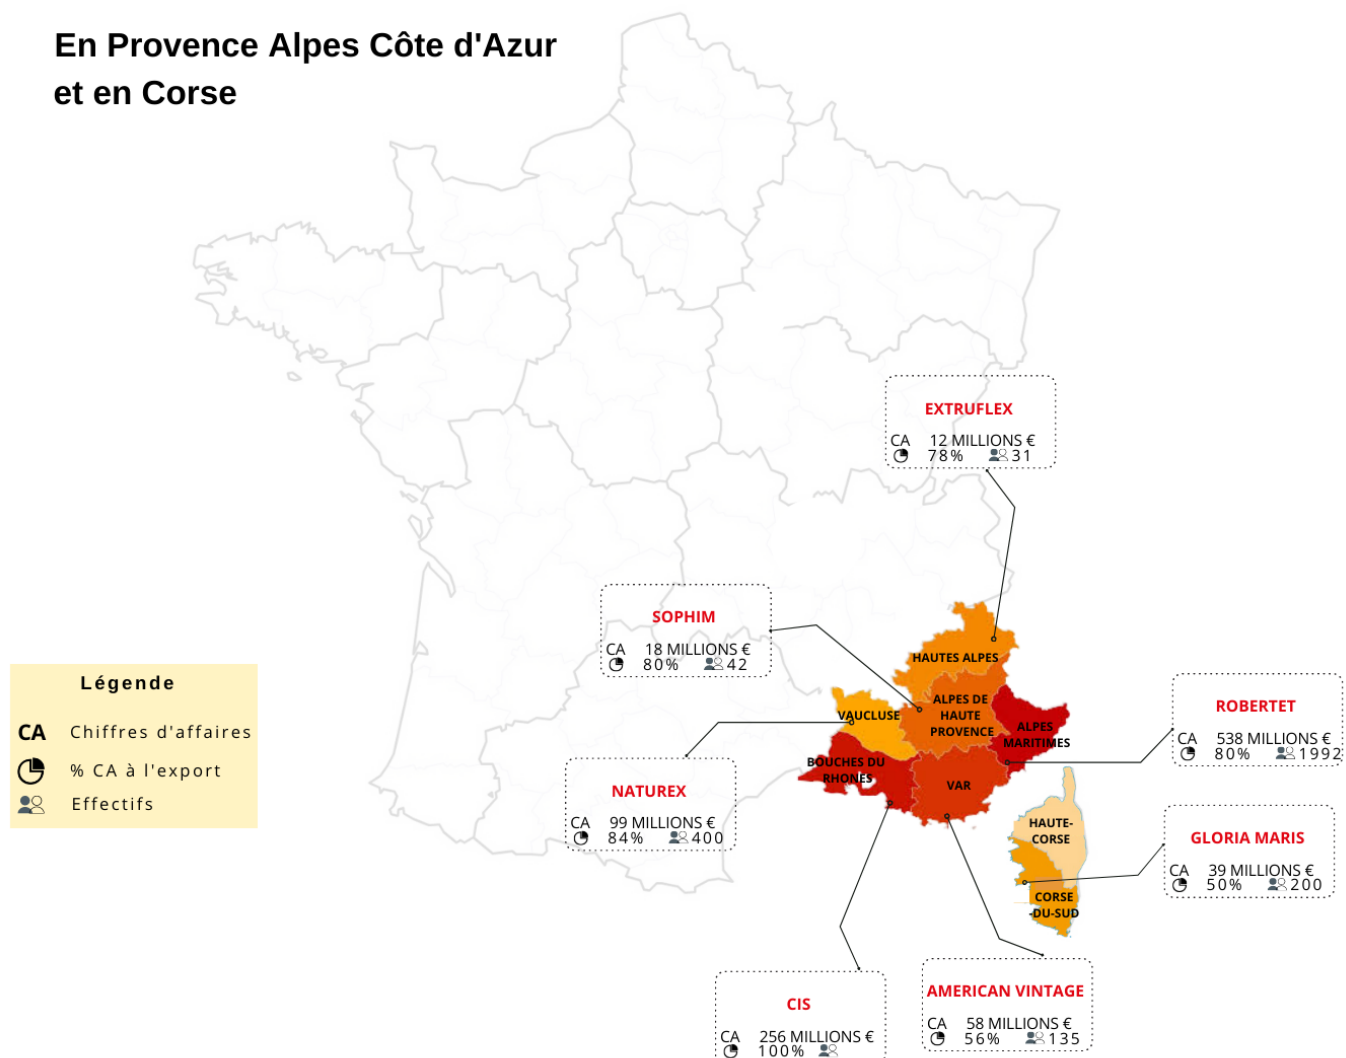 En Provence Alpes Côte d'Azur
et en Corse
EXTRUFLEX
CA 12 MILLIONS €
78% 31
SOPHIM
CA 18 MILLIONS €
80% 42
NATUREX
CA 99 MILLIONS €
84% 400
ROBERTET
CA 538 MILLIONS €
80% 1992
GLORIA MARIS
CA 39 MILLIONS €
50% 200
AMERICAN VINTAGE
CA 58 MILLIONS €
56% 135
CIS
CA 256 MILLIONS €
100%
HAUTES ALPES
ALPES DE
HAUTE
PROVENCE
VAUCLUSE
ALPES
MARITIMES
BOUCHES DU
RHONES
VAR
HAUTE-
CORSE
CORSE
-DU-SUD
Légende
CA Chiffres d'affaires
% CA à l'export
Effectifs